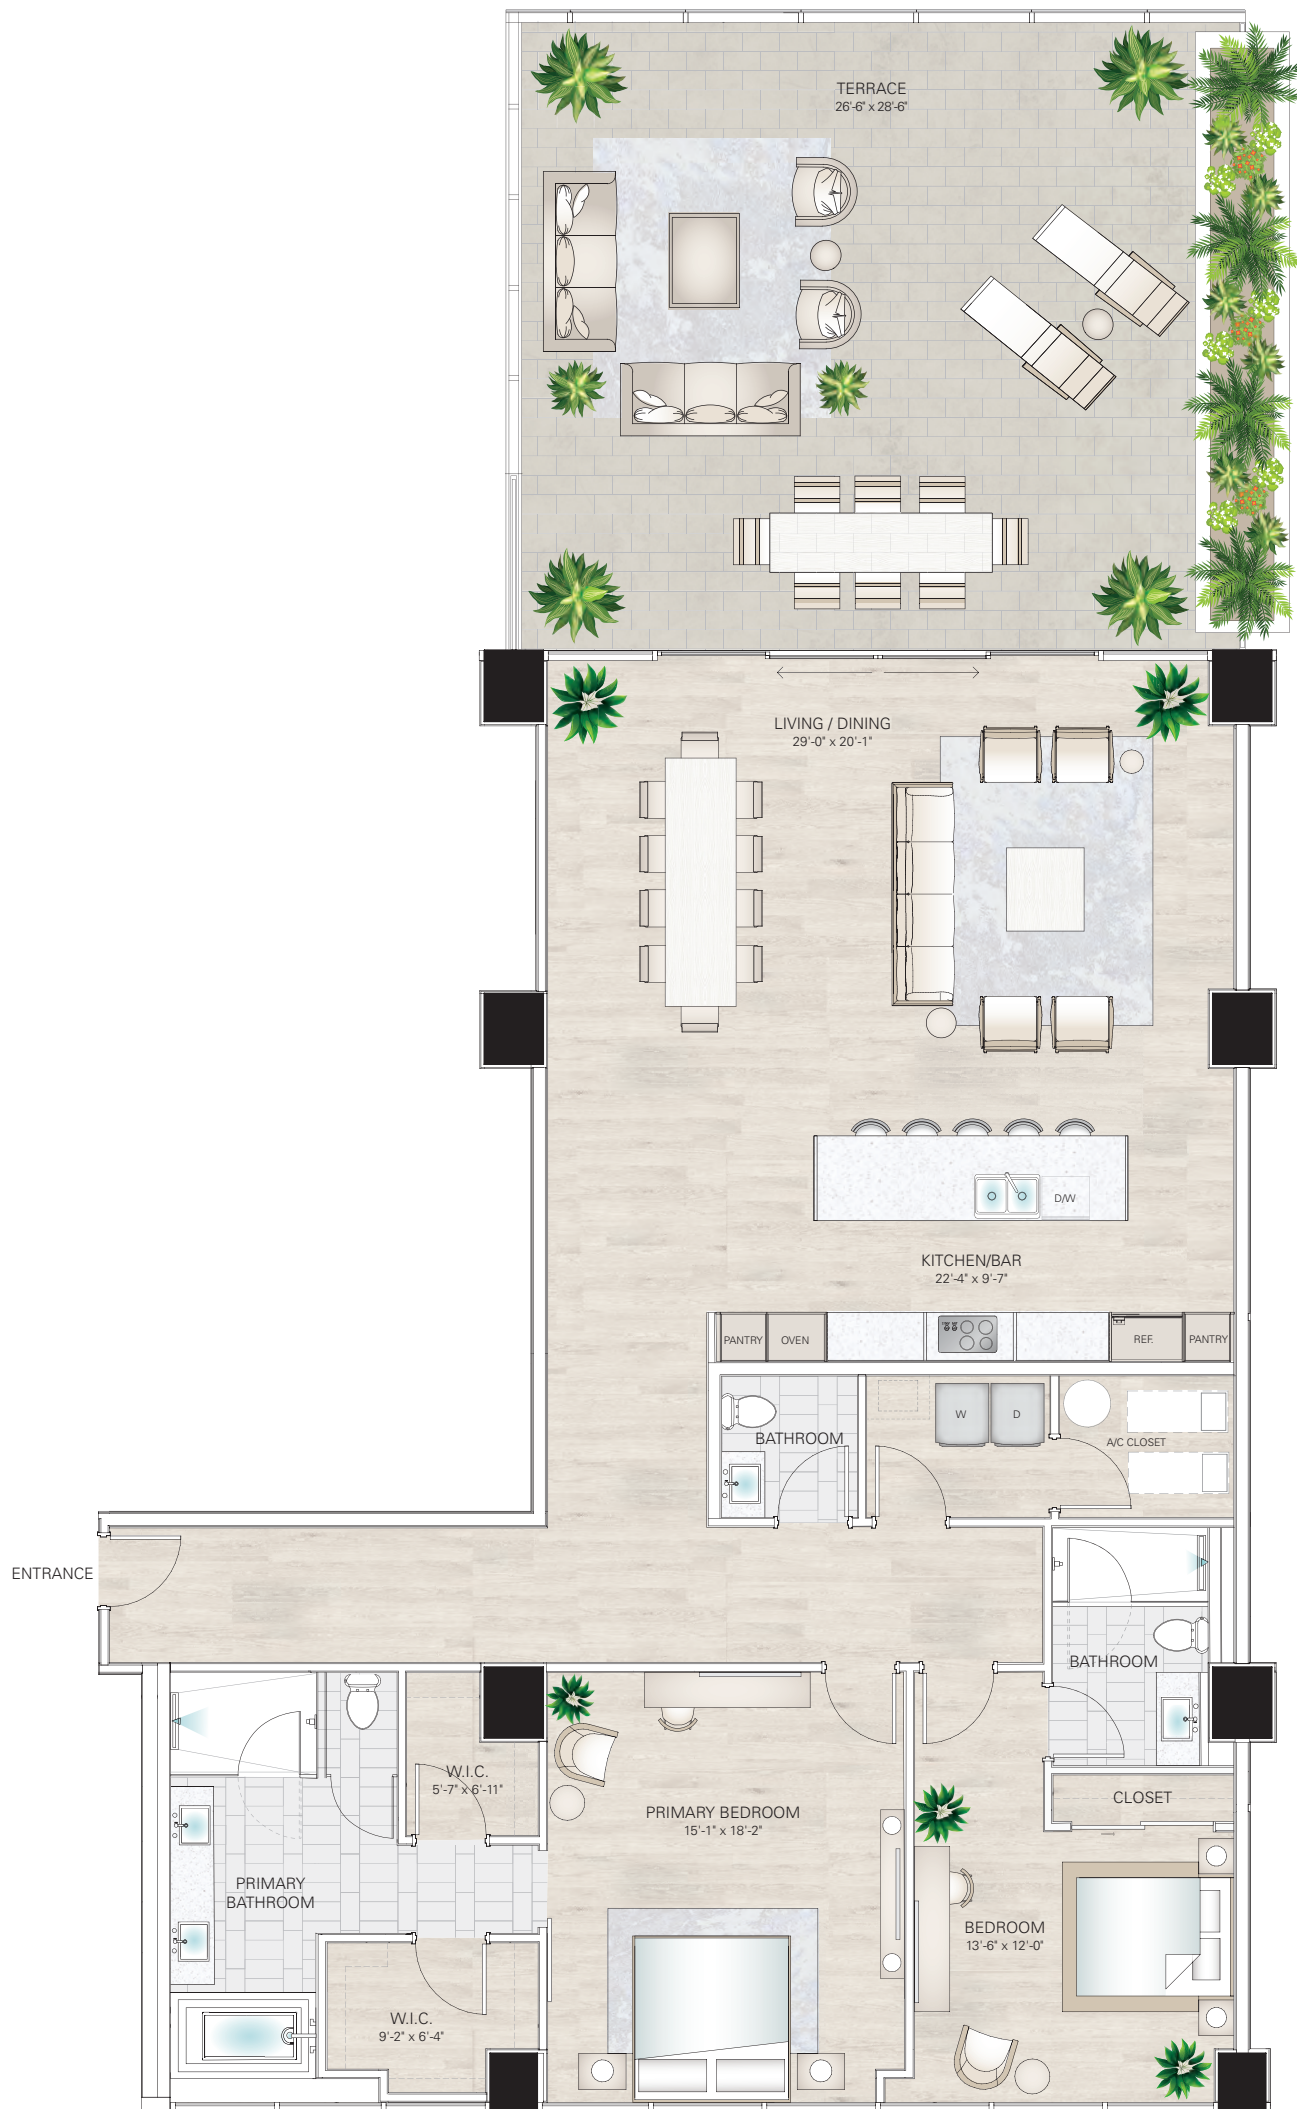 TERRACE
26'-6" x 28'-6"
LIVING / DINING
29'-0" x 20'-1"
D/W
KITCHEN/BAR
22'-4" x 9'-7"
PANTRY
OVEN
REF.
PANTRY
W
D
BATHROOM
A/C CLOSET
ENTRANCE
BATHROOM
W.I.C.
5'-7" x 6'-11"
CLOSET
PRIMARY BEDROOM
15'-1" x 18'-2"
PRIMARY
BATHROOM
BEDROOM
13'-6" x 12'-0"
W.I.C.
9'-2" x 6'-4"